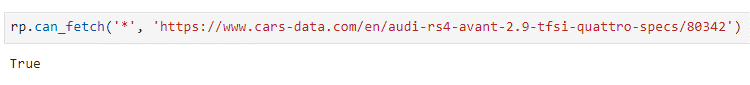 rp.can_fetch('*', 'https://www.cars-data.com/en/audi-rs4-avant-2.9-tfsi-quattro-specs/80342')
True